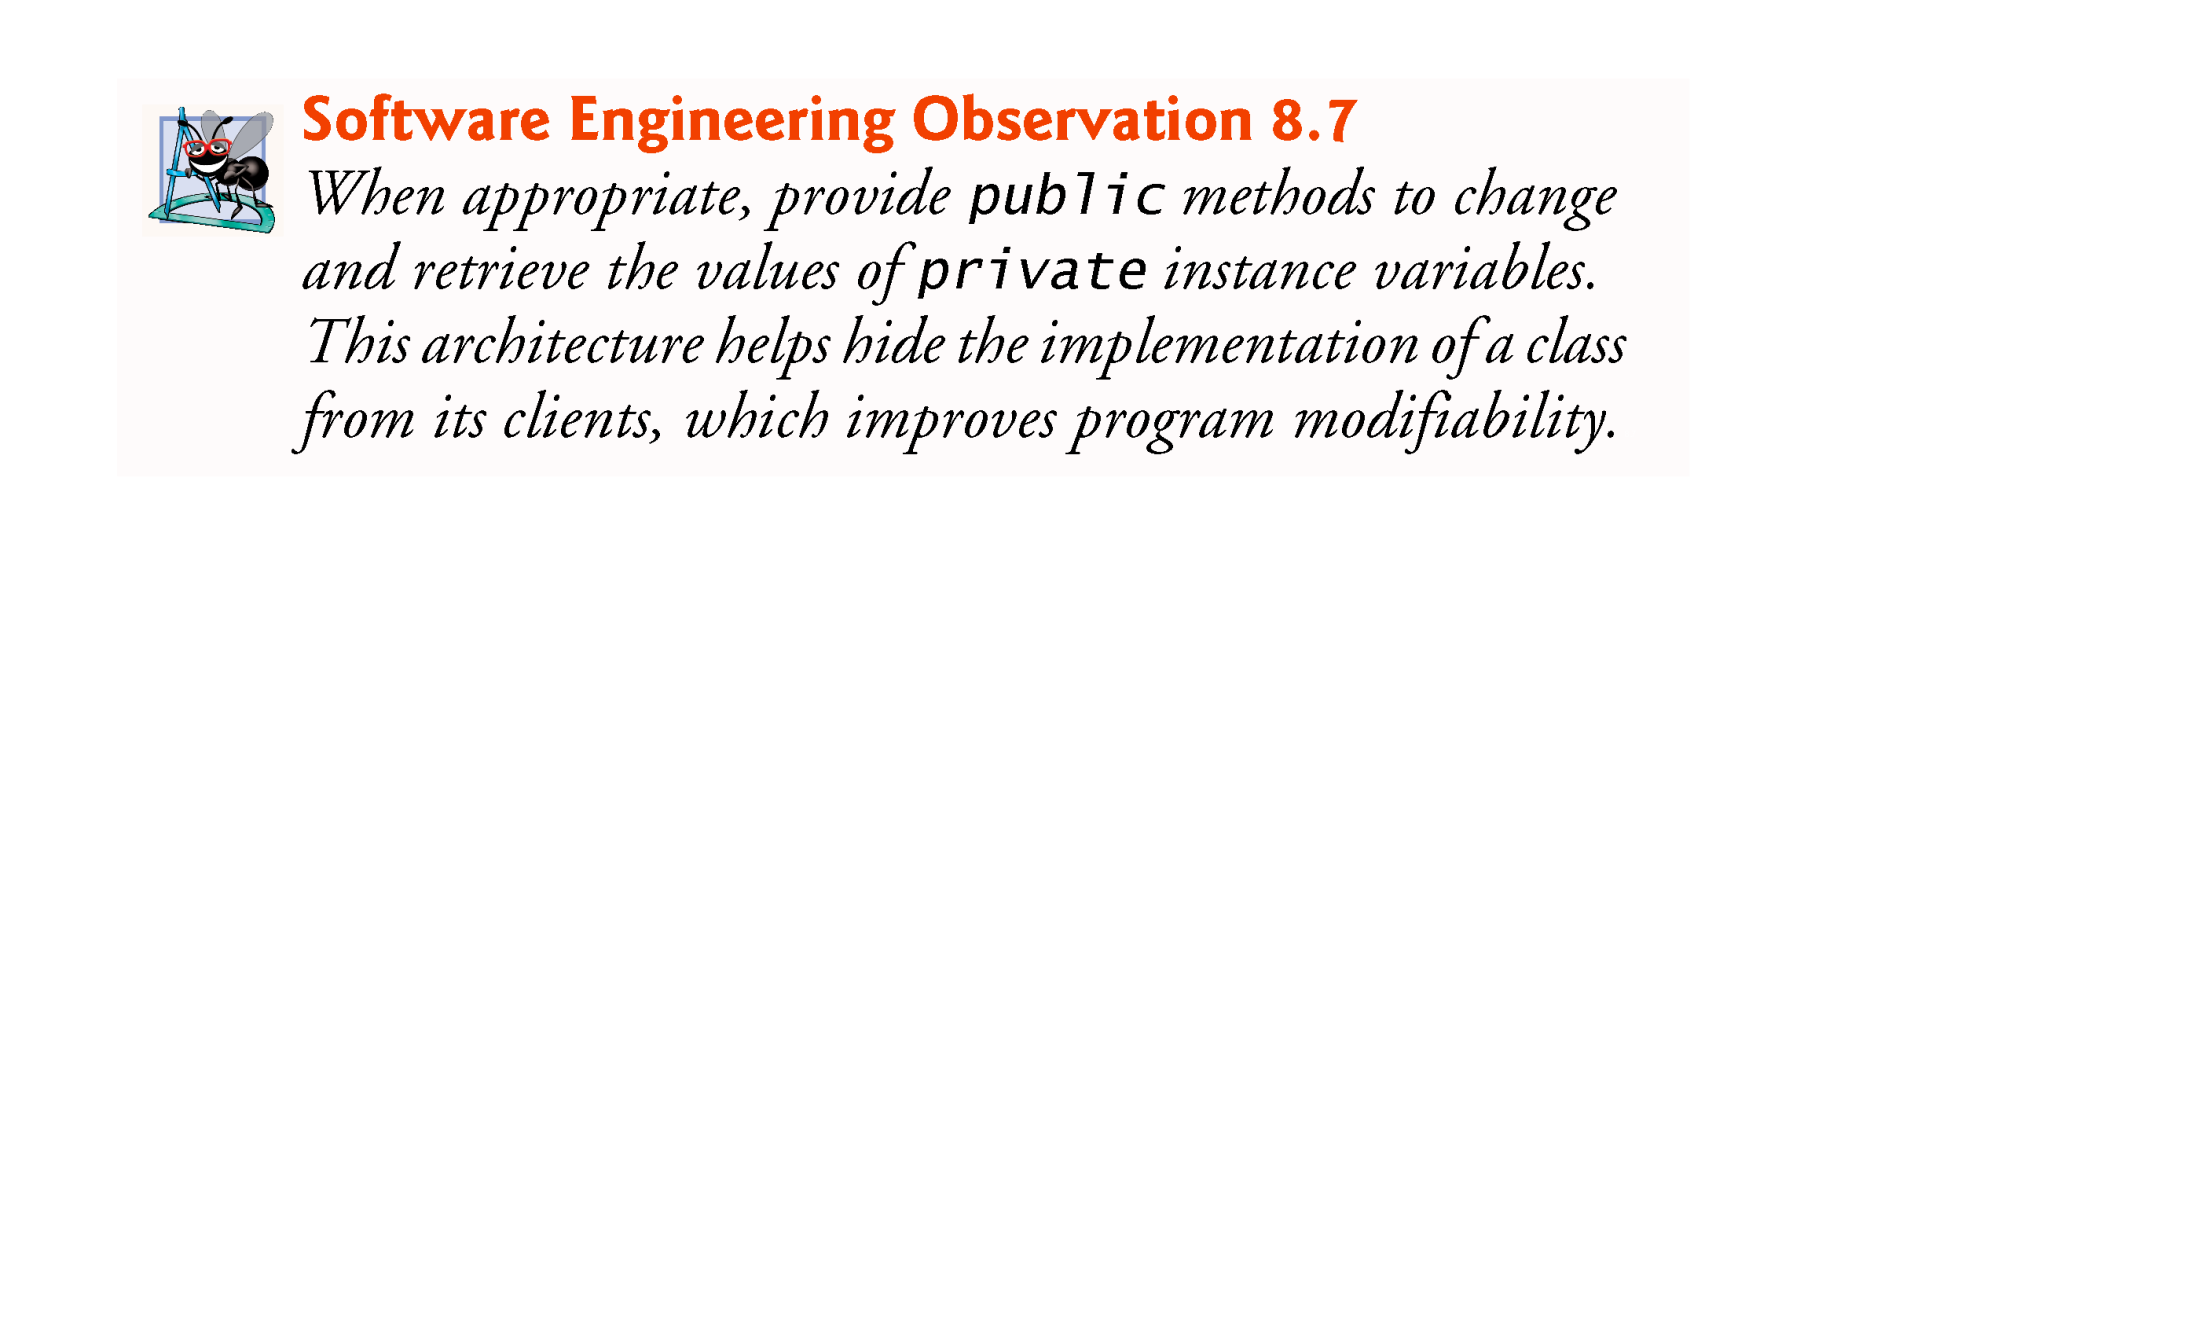 Software Engineering Observation 8.7
When appropriate, provide public methods to change
and retrieve the values of private instance variables.
This architecture helps hide the implementation of a class
from its clients, which improves program modifiability.